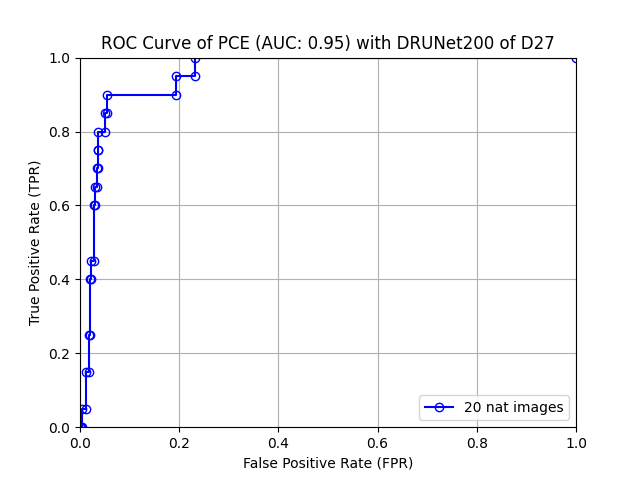 ROC Curve of PCE (AUC: 0.95) with DRUNet200 of D27
True Positive Rate (TPR)
1.0
0.8
0.6
0.4
0.2
0.0
20 nat images
0.0 0.2 0.4 0.6 0.8 1.0
False Positive Rate (FPR)